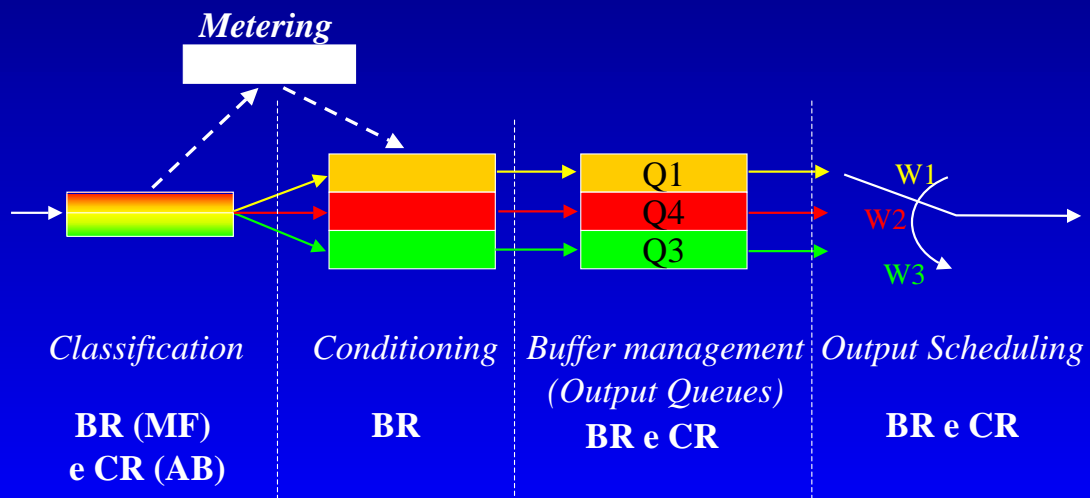 Metering
Q1
Q4
Q3
W1
W2
W3
Classification
Conditioning
Buffer management
(Output Queues)
Output Scheduling
BR (MF)
e CR (AB)
BR
BR e CR
BR e CR